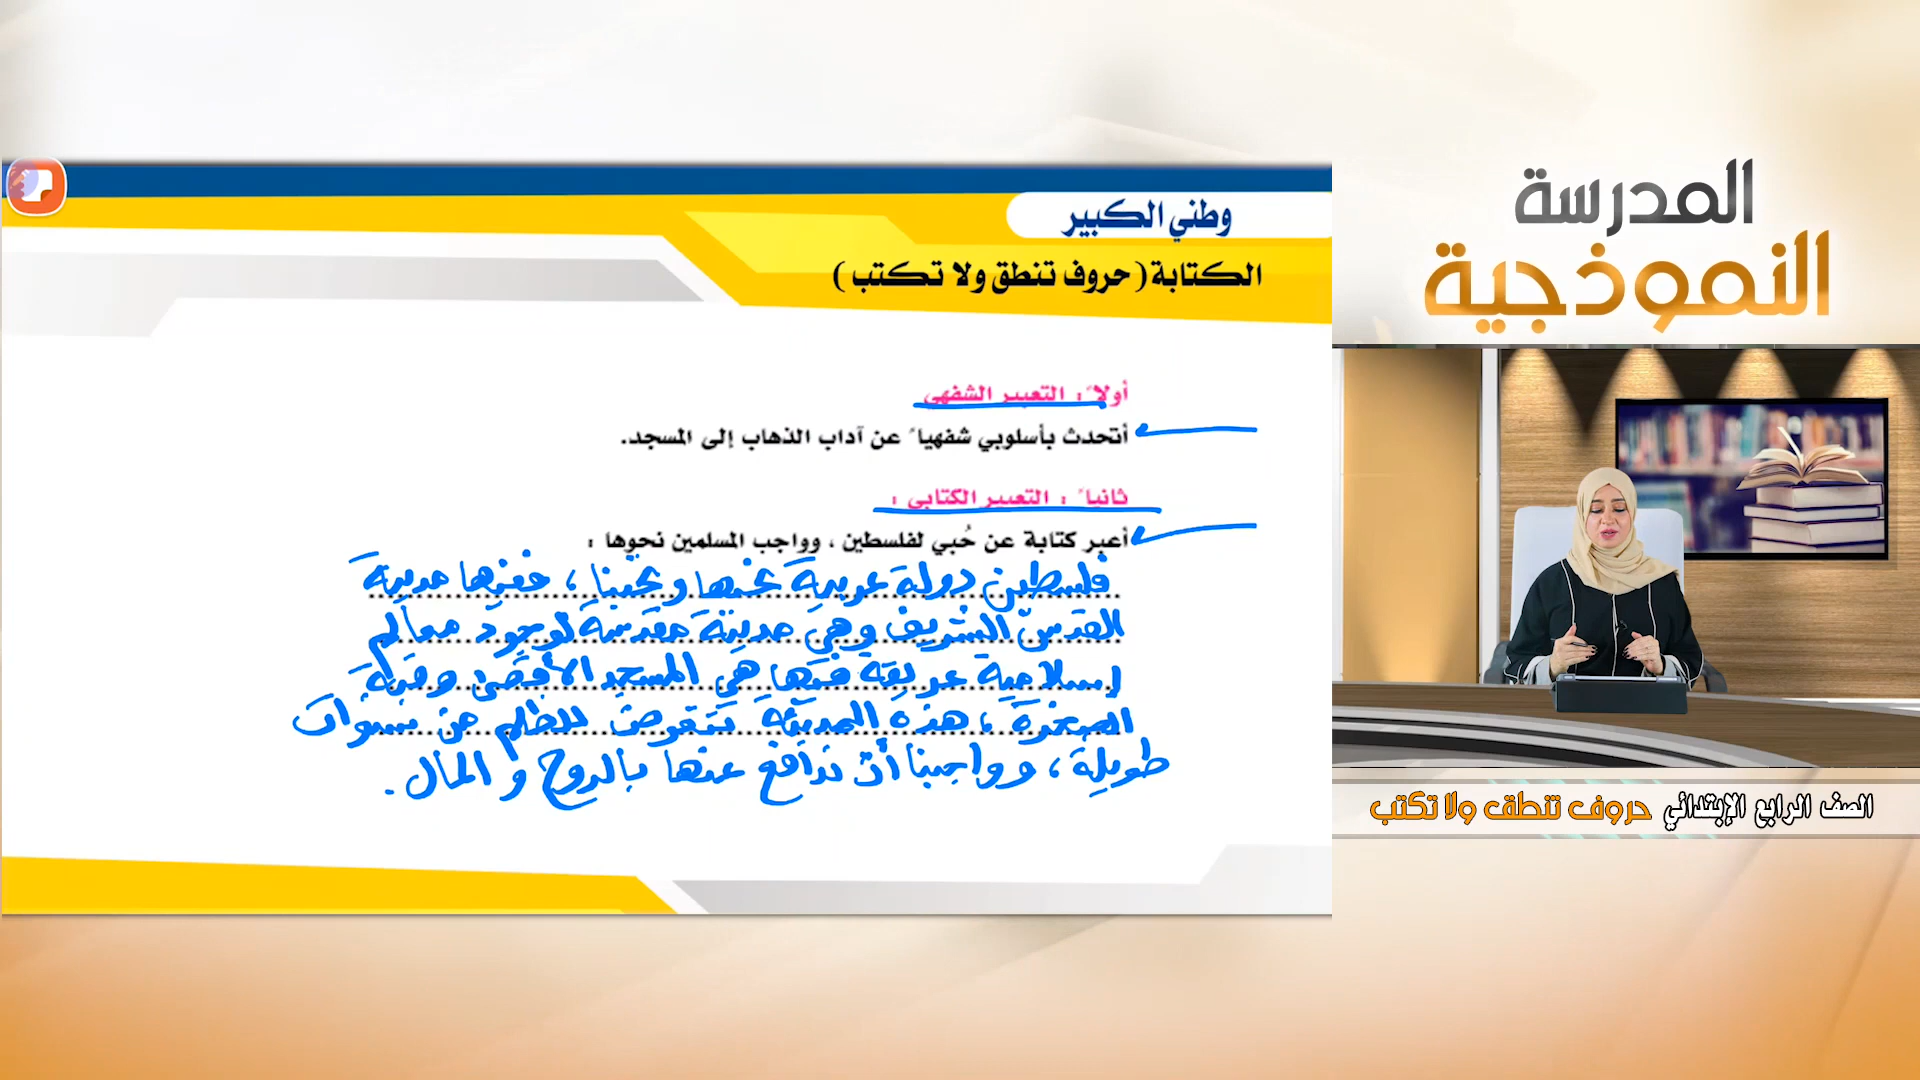 وطني الكبير
الكتابة (حروف تنطق ولا تكتب)
أولاً : التعبير الشفهي
أتحدث بأسلوبي شفهياً عن آداب الذهاب إلى المسجد.
ثانياً : التعبير الكتابي :
أعبر كتابة عن حُبي لفلسطين ، وواجب المسلمين نحوها :
فلسطين دولة عربية نحبها وتحبنا ، ففيها مدينة
القدس الشريف وهي مدينة مقدسة لوجود معالم
إسلامية عريقة فيها هي المسجد الأقصى وقبة
الصخرة ، هذه المدينة تتعرض للظلم من سنوات
طويلة ، وواجبنا أن ندافع عنها بالروح والمال .
المدرسة
النموذجية
الصف الرابع الإبتدائي حروف تنطق ولا تكتب